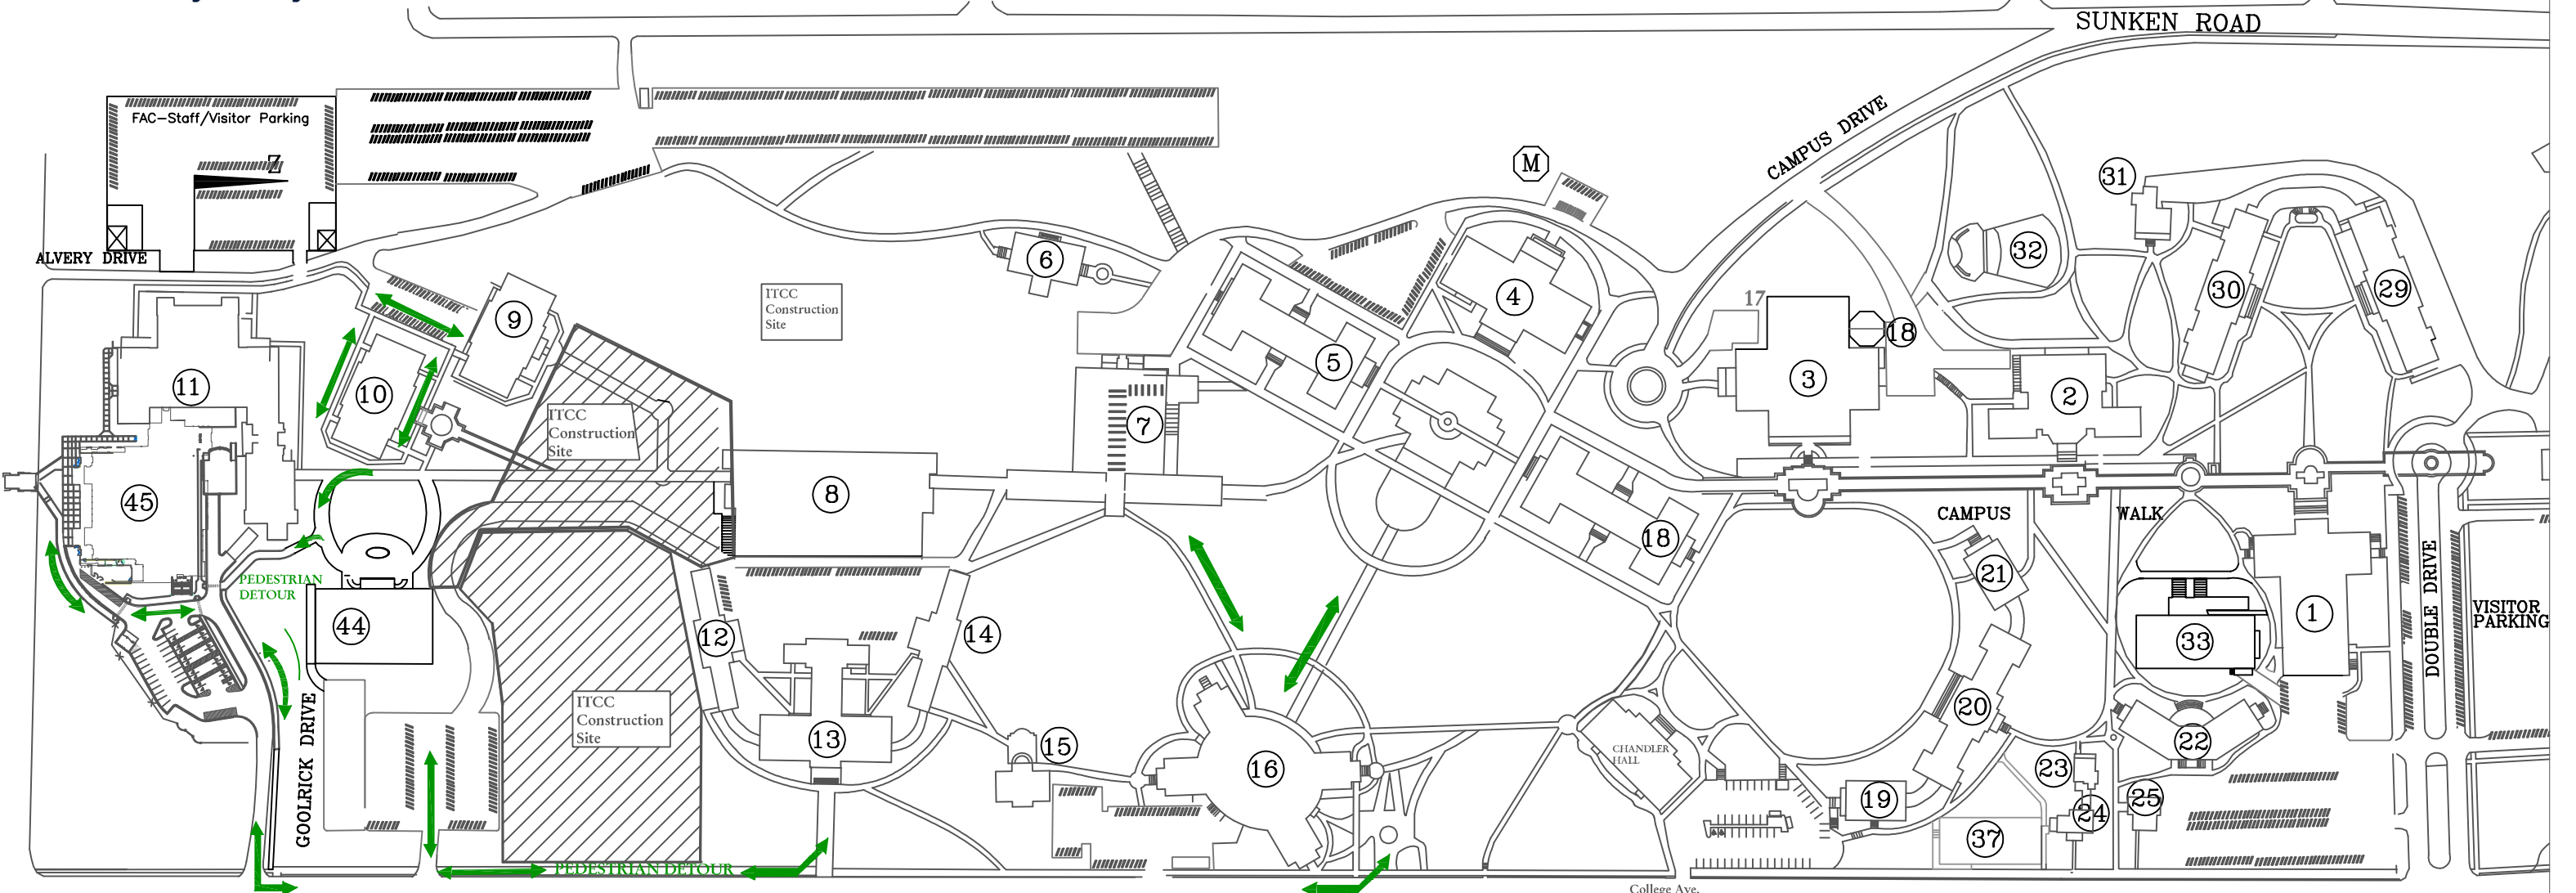 SUNKEN ROAD
CAMPUS DRIVE
FAC-Staff/Visitor Parking
Z
M
31
ALVERY DRIVE
6
32
ITCC
Construction
Site
4
30
29
17
9
18
5
3
11
10
2
ITCC
Construction
Site
7
8
45
CAMPUS
WALK
18
21
PEDESTRIAN
DETOUR
DOUBLE DRIVE
VISITOR
PARKING
44
12
14
1
33
ITCC
Construction
Site
20
13
15
22
CHANDLER
HALL
16
23
GOOLRICK DRIVE
19
25
24
37
PEDESTRIAN DETOUR
College Ave.